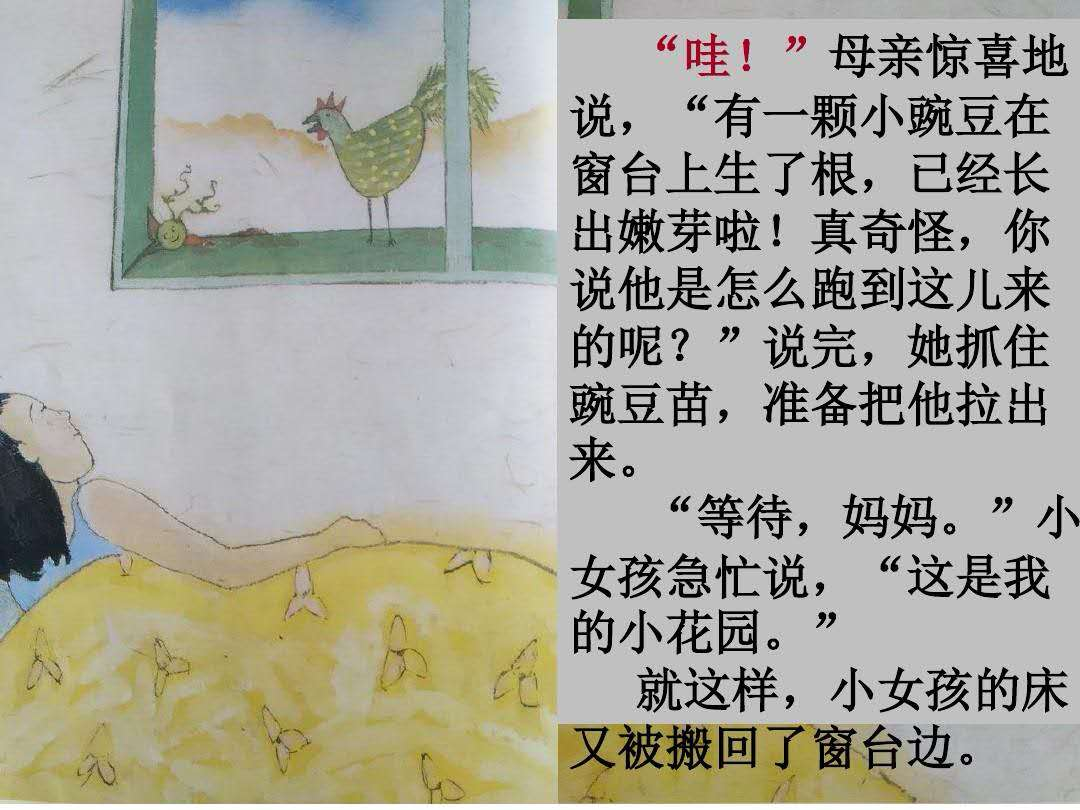 “哇！”母亲惊喜地
说，“有一颗小豌豆在
窗台上生了根，已经长
出嫩芽啦！真奇怪，你
说他是怎么跑到这儿来
的呢？”说完，她抓住
豌豆苗，准备把他拉出
来。
“等待，妈妈。”小
女孩急忙说，“这是我
的小花园。”
就这样，小女孩的床
又被搬回了窗台边。